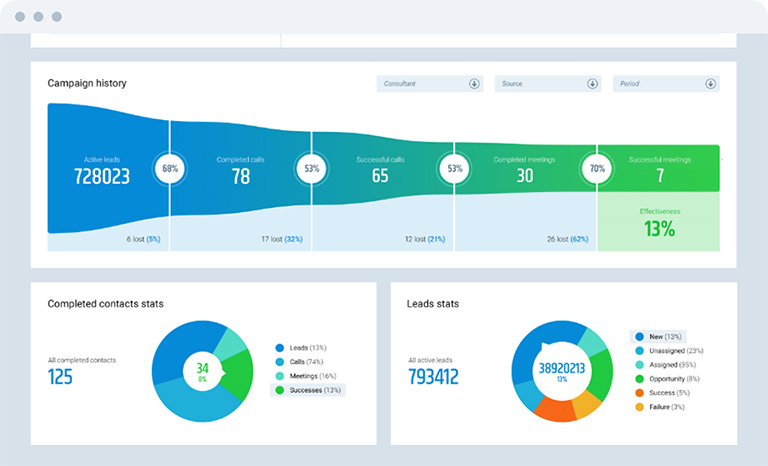 Campaign history
Consultant
Source
Period
Active leads
728023
68%
Completed calls
78
53%
Successful calls
65
53%
Completed meetings
30
70%
Successful meetings
7
6 lost (5%)
17 lost (32%)
12 lost (21%)
26 lost (62%)
Effectiveness
13%
Completed contacts stats
All completed contacts
125
34
8%
Leads (13%)
Calls (74%)
Meetings (16%)
Successes (13%)
Leads stats
All active leads
793412
38920213
13%
New (13%)
Unassigned (23%)
Assigned (35%)
Opportunity (8%)
Success (5%)
Failure (3%)